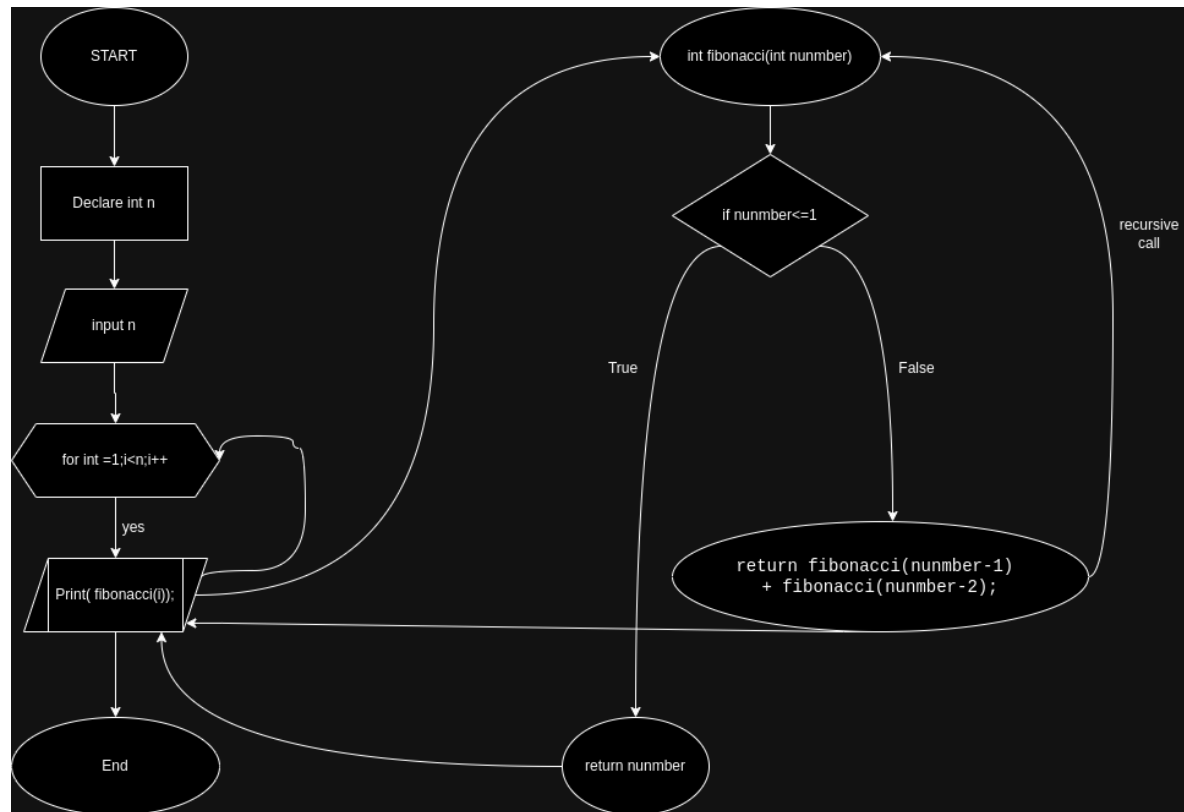 START
Declare int n
input n
for int =1;i<n;i++
yes
Print( fibonacci(i));
End
int fibonacci(int nunmber)
if nunmber<=1
True
False
recursive
call
return fibonacci(nunmber-1)
+ fibonacci(nunmber-2);
return nunmber